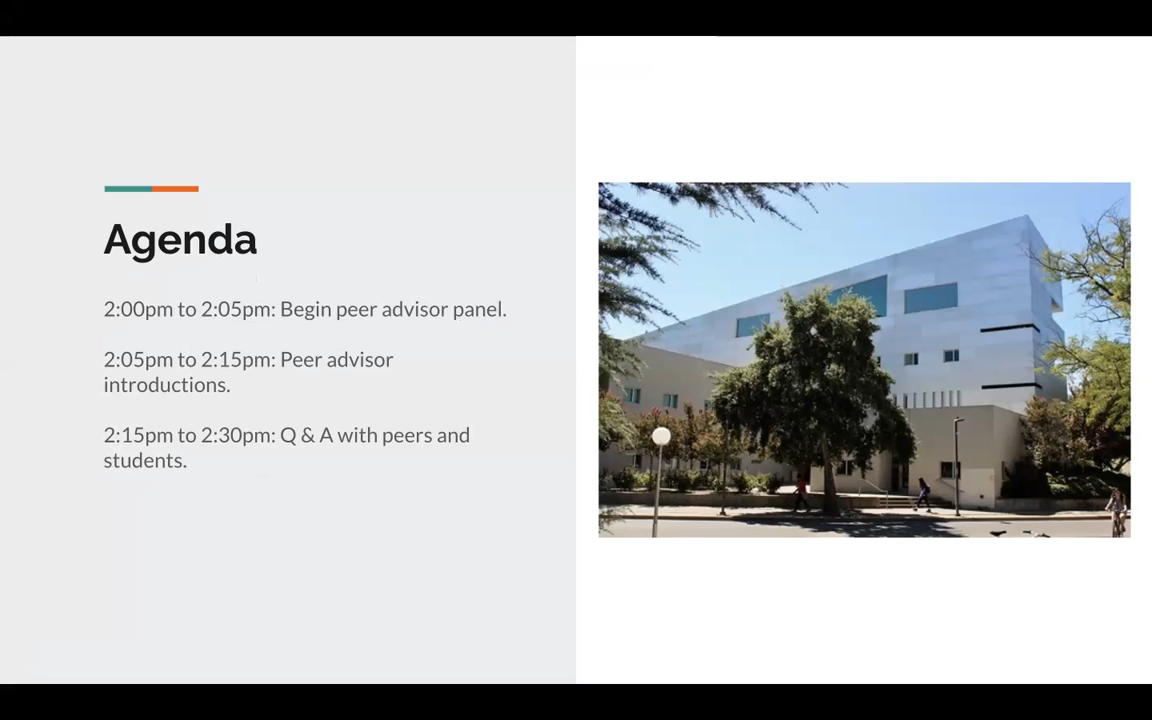 Agenda
2:00pm to 2:05pm: Begin peer advisor panel.
2:05pm to 2:15pm: Peer advisor
introductions.
2:15pm to 2:30pm: Q & A with peers and
students.